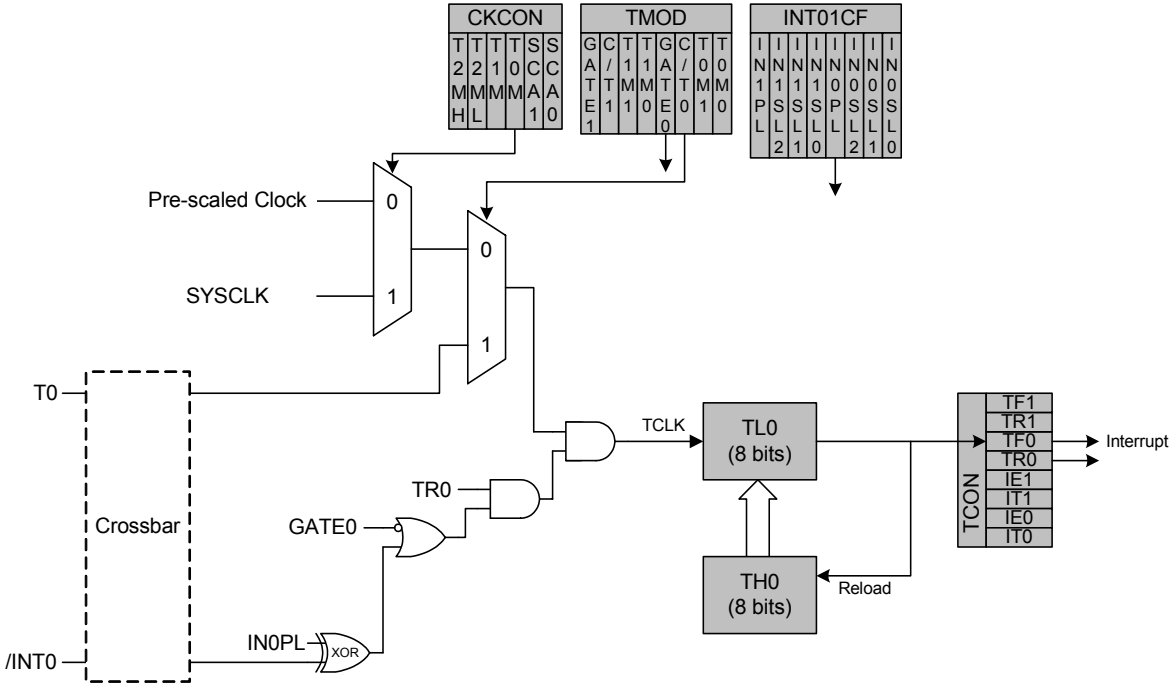 CKCON
T2MH
T2ML
T1M
T0M
SCA1
SCA0
TMOD
GATE1
C/T1
T1M1
T1M0
GATE0
C/T0
T0M1
T0M0
INT01CF
IN1PL
IN1SL2
IN1SL1
IN1SL0
IN0PL
IN0SL2
IN0SL1
IN0SL0
Pre-scaled Clock
0
SYSCLK
1
0
1
T0
Crossbar
/INT0
GATE0
TR0
IN0PL
XOR
TCLK
TL0
(8 bits)
TH0
(8 bits)
Reload
TCON
TF1
TR1
TF0
TR0
IE1
IT1
IE0
IT0
Interrupt